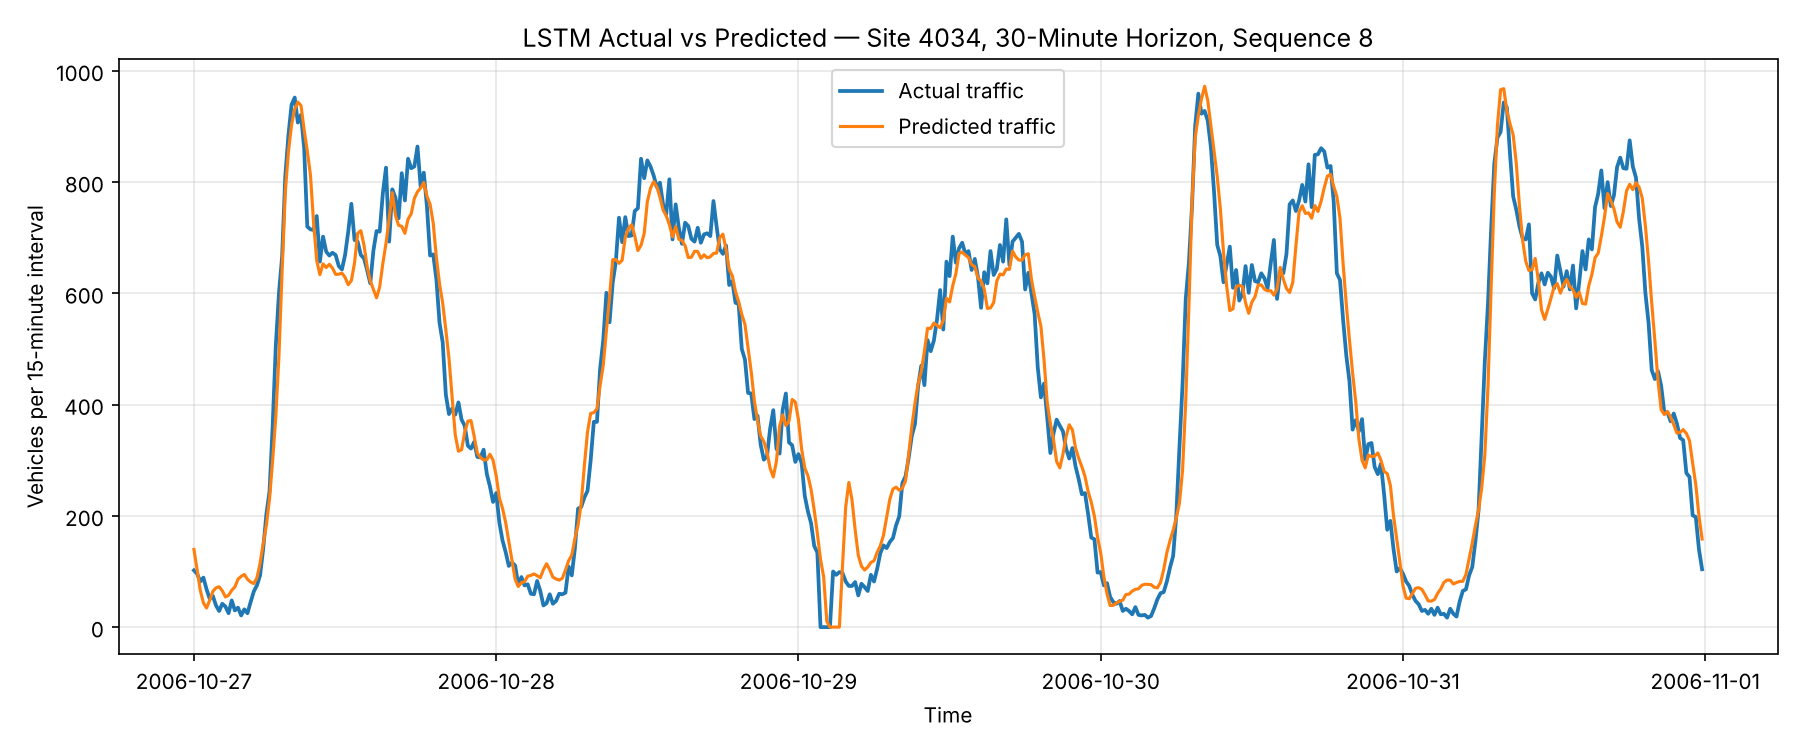 LSTM Actual vs Predicted — Site 4034, 30-Minute Horizon, Sequence 8
Actual traffic
Predicted traffic
Vehicles per 15-minute interval
1000
800
600
400
200
0
2006-10-27
2006-10-28
2006-10-29
2006-10-30
2006-10-31
2006-11-01
Time